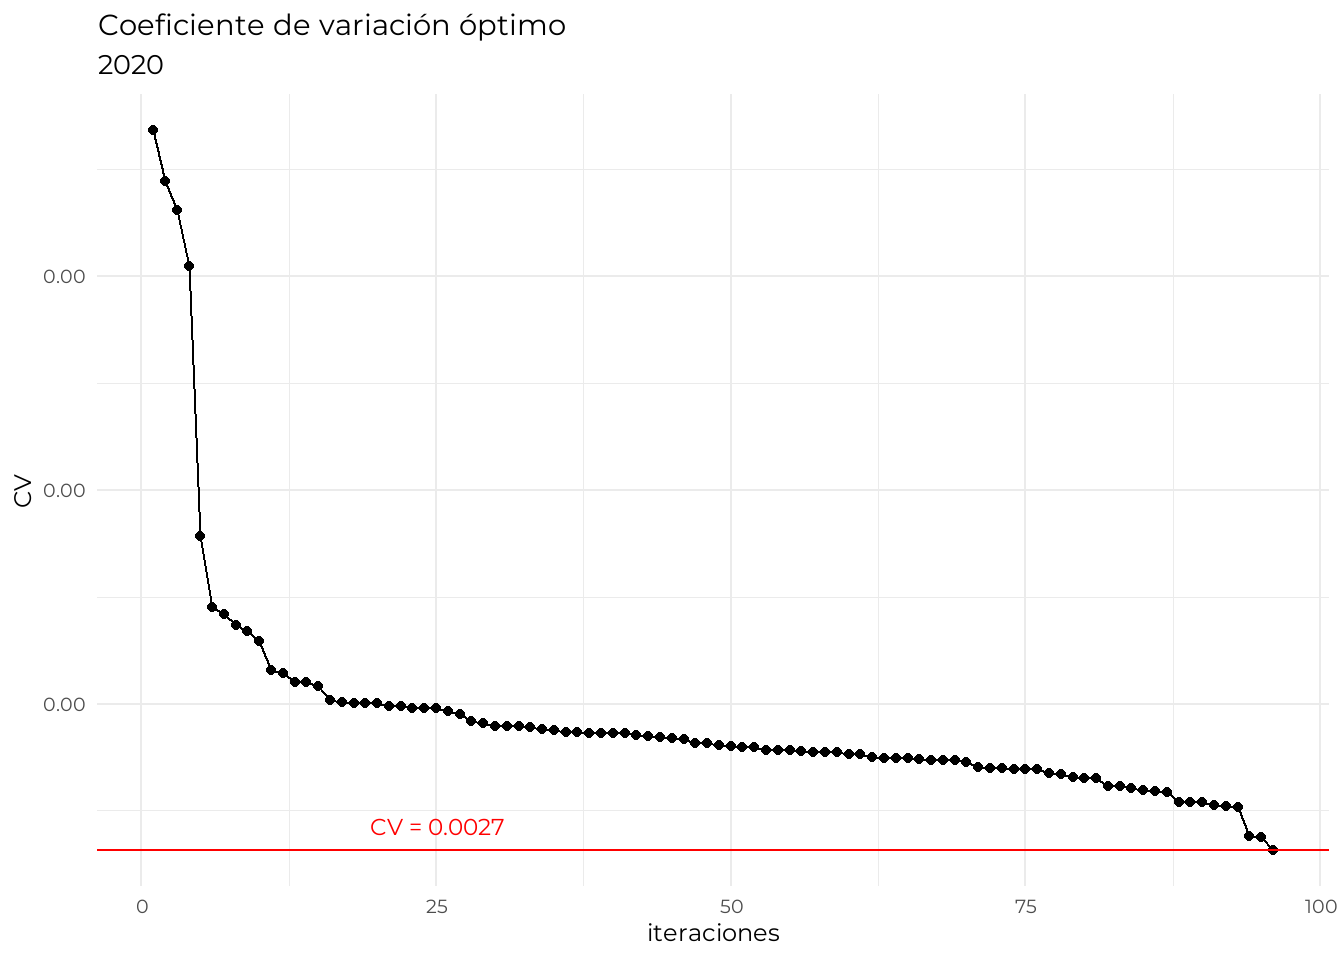 Coeficiente de variación óptimo
2020
CV
0.00
0.00
0.00
CV = 0.0027
0
25
50
75
100
iteraciones